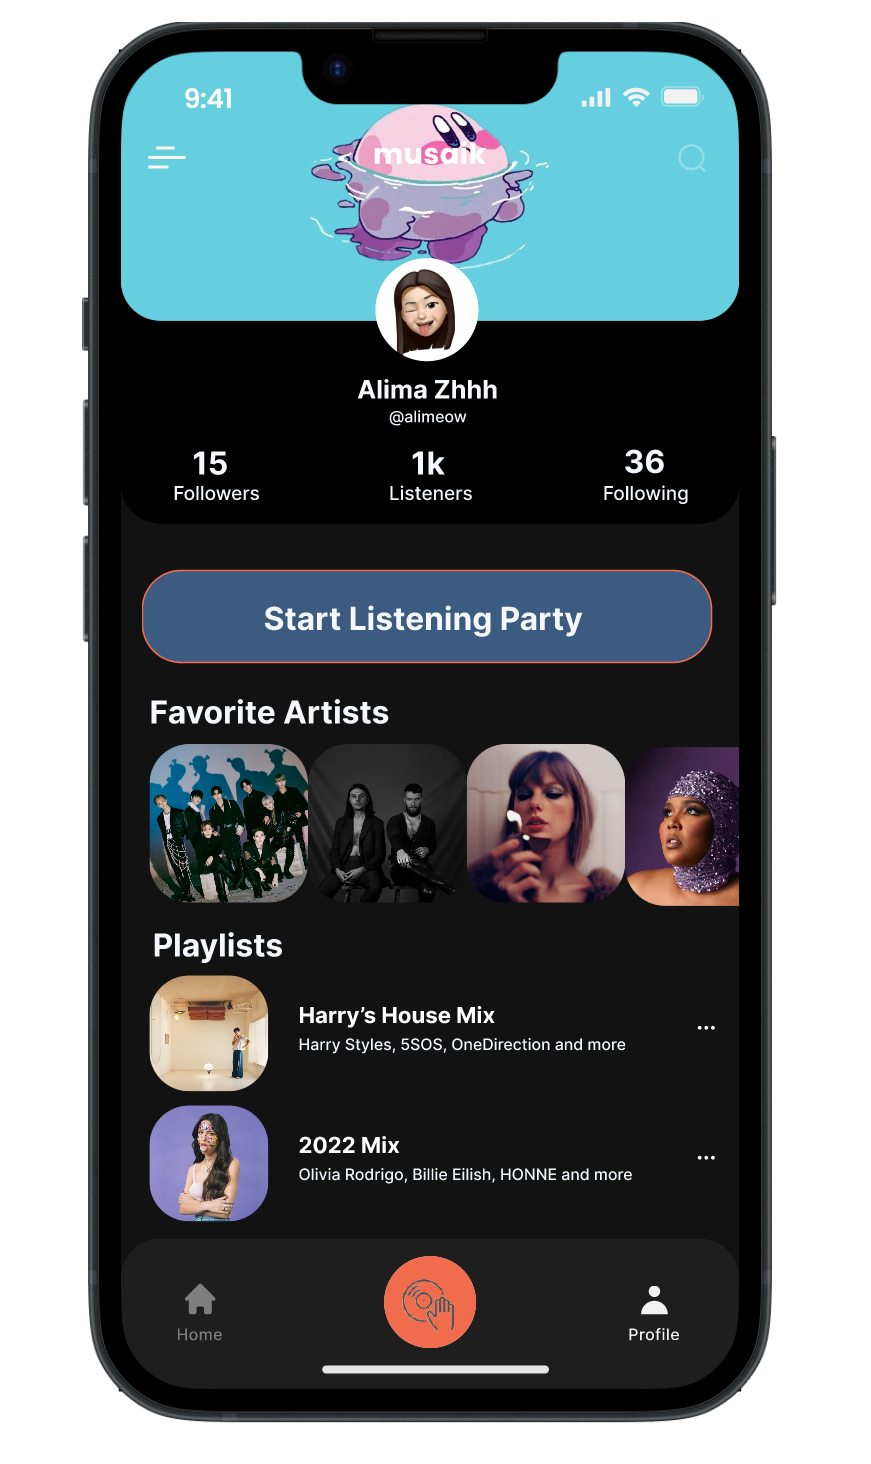 9:41
musaik
Alima Zhhh
@alimeow
15 1k 36
Followers Listeners Following
Start Listening Party
Favorite Artists
Playlists
Harry's House Mix
Harry Styles, 5SOS, OneDirection and more
2022 Mix
Olivia Rodrigo, Billie Eilish, HONNE and more
Home Profile